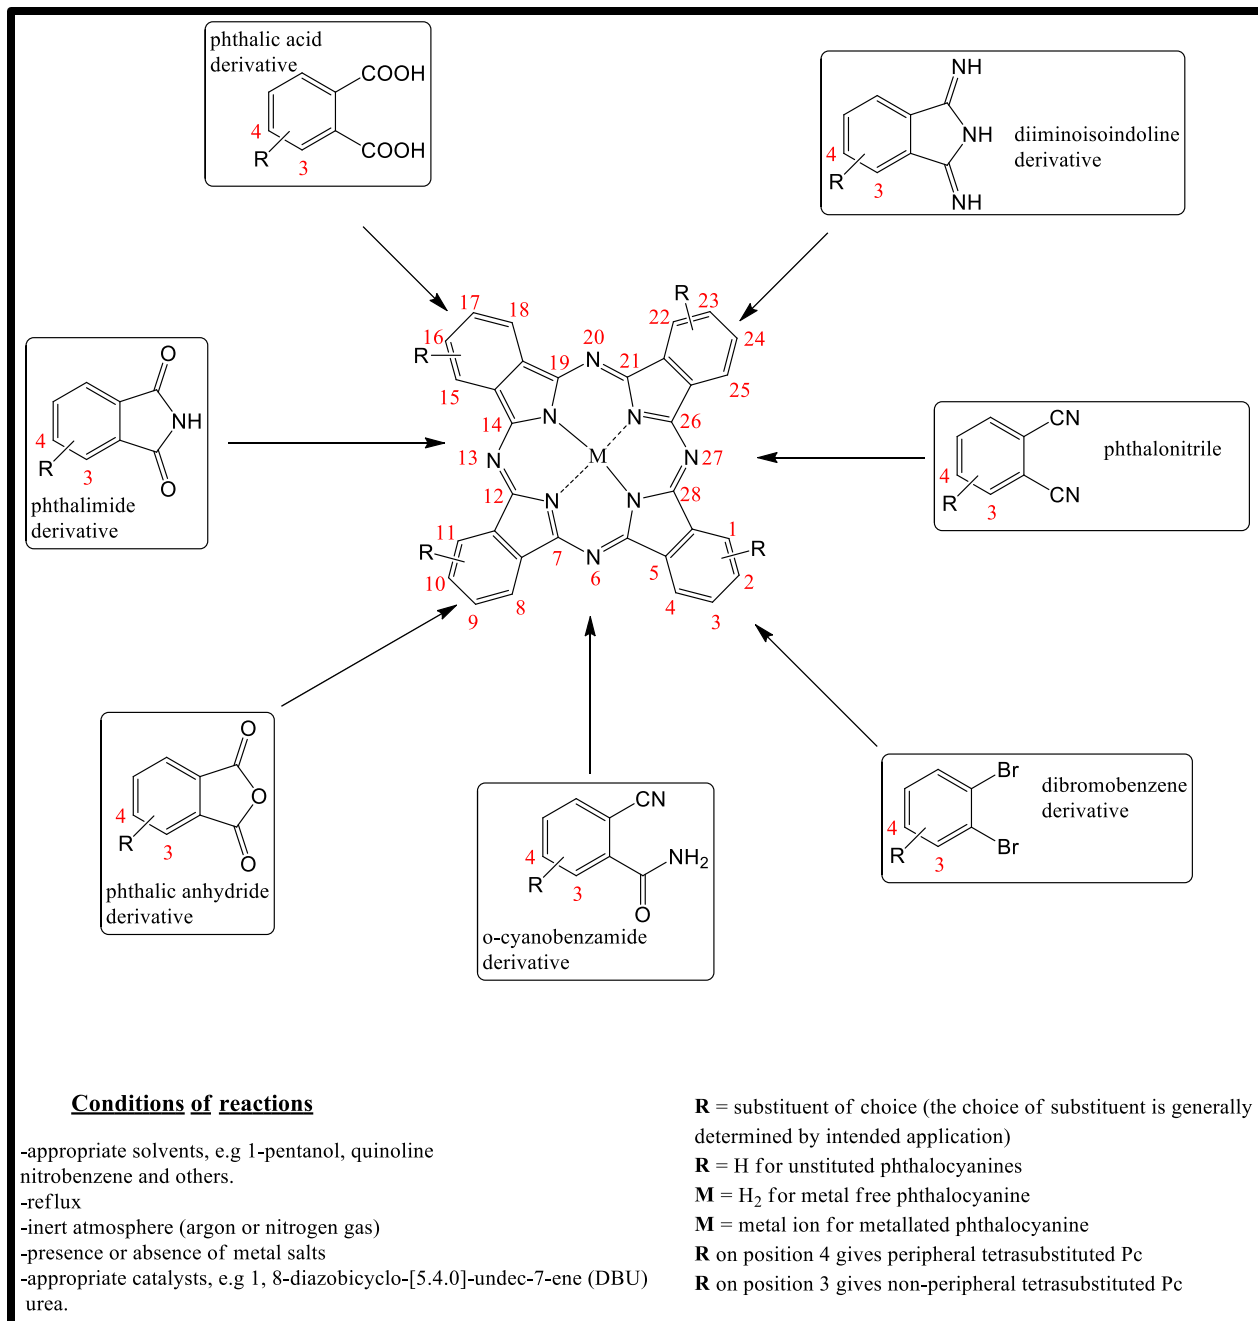 phthalic acid
derivative
COOH
COOH
4
R
3
NH
NH
NH
4
R
3
diiminoisoindoline
derivative
O
NH
O
4
R
3
phthalimide
derivative
17
18
16
R
15
19
14
N
20
21
R
22
23
24
25
26
N
N
N
13
M
N
27
12
N
N
28
11
R
10
9
8
7
N
6
5
4
3
2
1
R
CN
CN
4
R
3
phthalonitrile
O
O
O
4
R
3
phthalic anhydride
derivative
CN
NH2
O
4
R
3
o-cyanobenzamide
derivative
Br
Br
4
R
3
dibromobenzene
derivative
Conditions of reactions
-appropriate solvents, e.g 1-pentanol, quinoline
nitrobenzene and others.
-reflux
-inert atmosphere (argon or nitrogen gas)
-presence or absence of metal salts
-appropriate catalysts, e.g 1, 8-diazobicyclo-[5.4.0]-undec-7-ene (DBU)
urea.
R = substituent of choice (the choice of substituent is generally
determined by intended application)
R = H for unstituted phthalocyanines
M = H2 for metal free phthalocyanine
M = metal ion for metallated phthalocyanine
R on position 4 gives peripheral tetrasubstituted Pc
R on position 3 gives non-peripheral tetrasubstituted Pc